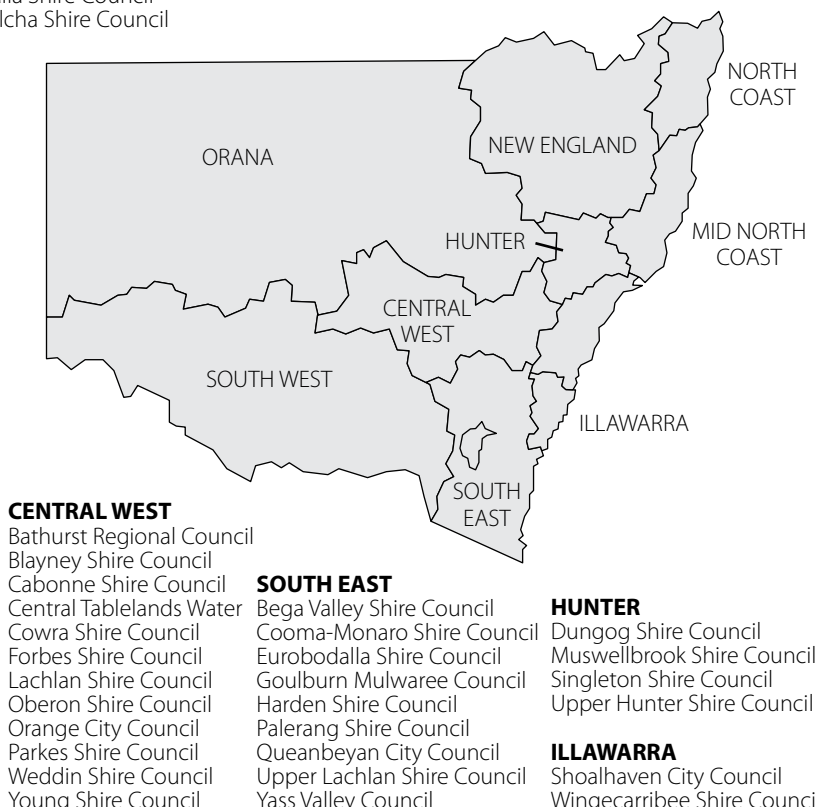 lcha Shire Council
NORTH
COAST
NEW ENGLAND
ORANA
MID NORTH
COAST
HUNTER
CENTRAL
WEST
SOUTH WEST
ILLAWARRA
SOUTH
EAST
CENTRAL WEST
Bathurst Regional Council
Blayney Shire Council
Cabonne Shire Council
Central Tablelands Water
Cowra Shire Council
Forbes Shire Council
Lachlan Shire Council
Oberon Shire Council
Orange City Council
Parkes Shire Council
Weddin Shire Council
Young Shire Council
SOUTH EAST
Bega Valley Shire Council
Cooma-Monaro Shire Council
Eurobodalla Shire Council
Goulburn Mulwaree Council
Harden Shire Council
Palerang Shire Council
Queanbeyan City Council
Upper Lachlan Shire Council
Yass Valley Council
HUNTER
Dungog Shire Council
Muswellbrook Shire Council
Singleton Shire Council
Upper Hunter Shire Council
ILLAWARRA
Shoalhaven City Council
Wingecarribee Shire Counci